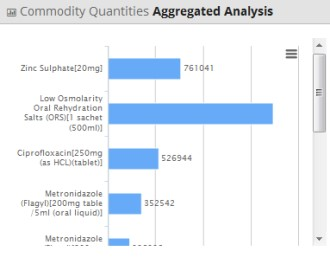 Commodity Quantities Aggregated Analysis
Zinc Sulphate[20mg]
761041
Low Osmolarity
Oral Rehydration
Salts (ORS)[1 sachet
(500ml)]
Ciprofloxacin[250mg
(as HCL)(tablet)]
526944
Metronidazole
(Flagyl)[200mg table
/5ml (oral liquid)]
352542
Metronidazole